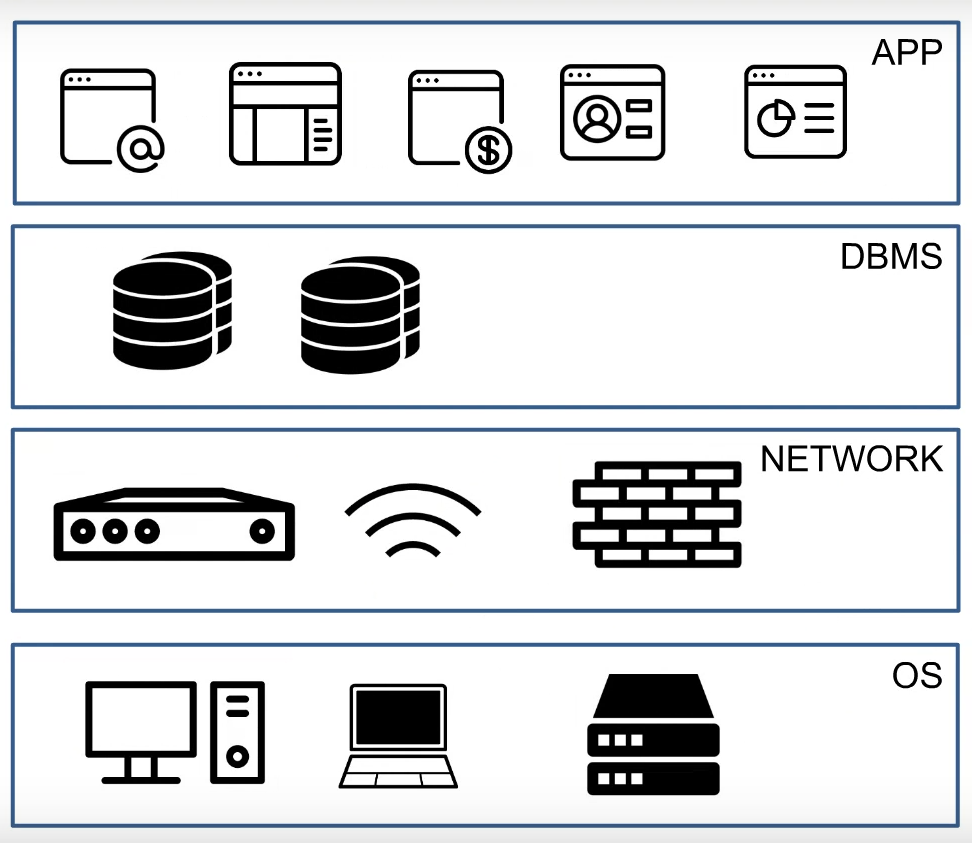 APP
@
$
DBMS
NETWORK
OS